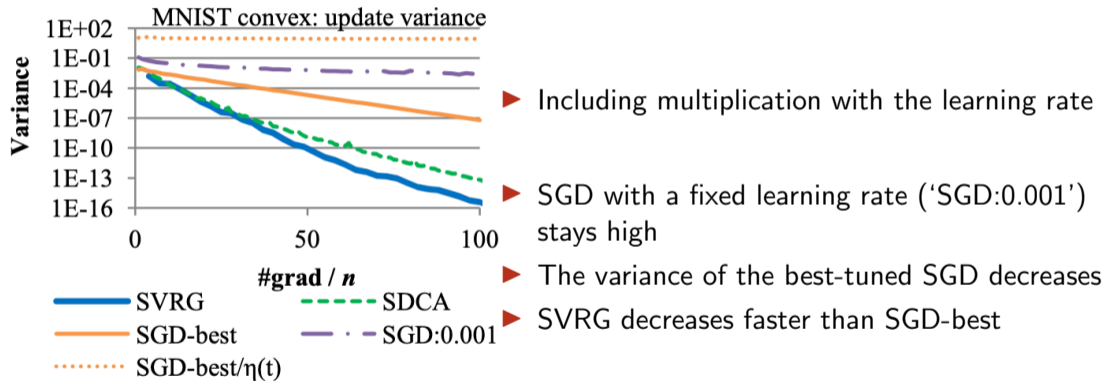 MNIST convex: update variance
1E+02
1E-01
1E-04
1E-07
1E-10
1E-13
1E-16
Variance
0 50 100
#grad / n
SVRG SDCA
SGD-best SGD:0.001
SGD-best/η(t)
► Including multiplication with the learning rate
► SGD with a fixed learning rate (‘SGD:0.001’)
stays high
► The variance of the best-tuned SGD decreases
► SVRG decreases faster than SGD-best